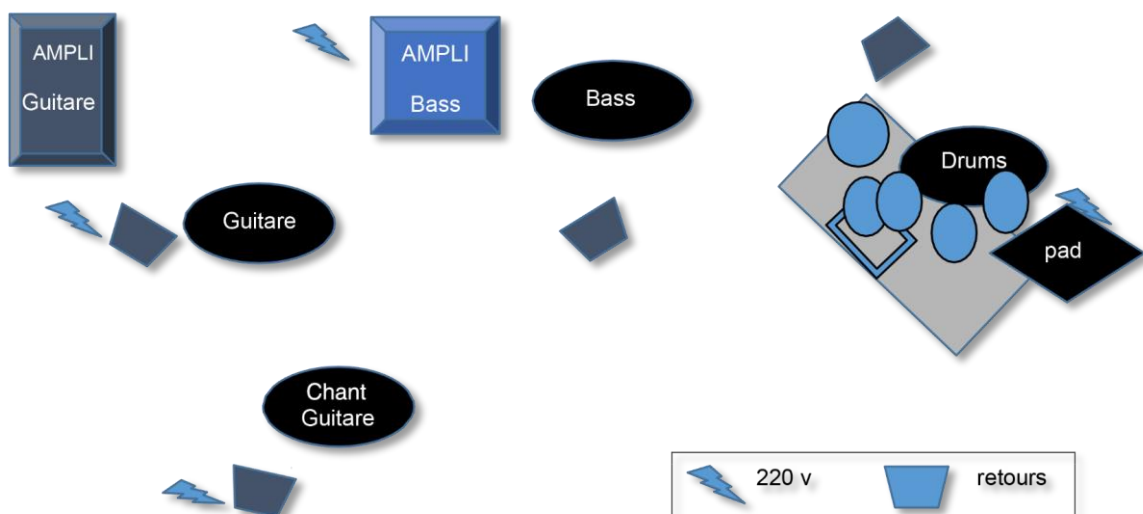 AMPLI
Guitare
AMPLI
Bass
Bass
Drums
Guitare
pad
Chant
Guitare
220 v
retours